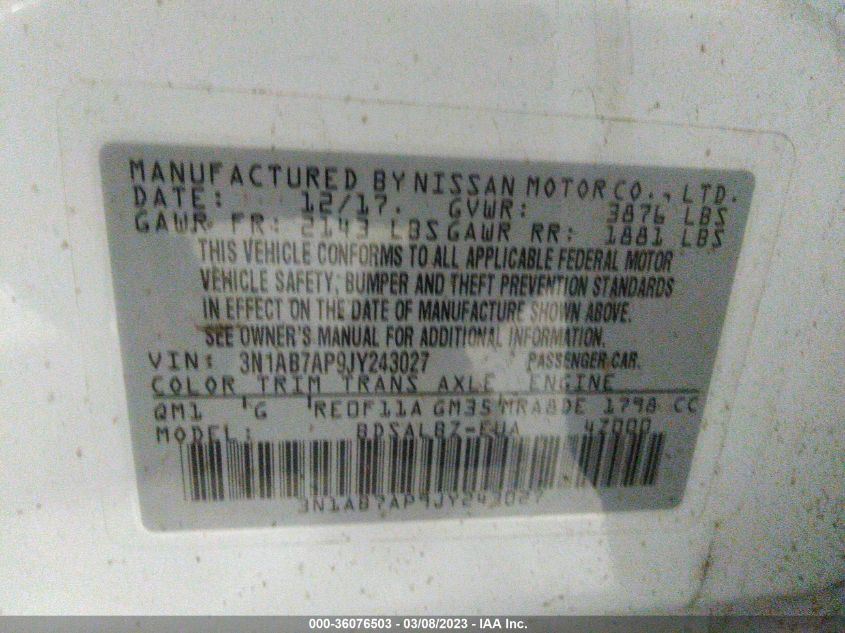 MANUFACTURED BY NISSAN MOTOR CO., LTD.
DATE: 12/17. GVWR: 3876 LBS
GAWR FR: 2143 LBS GAWR RR: 1881 LBS
THIS VEHICLE CONFORMS TO ALL APPLICABLE FEDERAL MOTOR
VEHICLE SAFETY, BUMPER AND THEFT PREVENTION STANDARDS
IN EFFECT ON THE DATE OF MANUFACTURE SHOWN ABOVE.
SEE OWNER'S MANUAL FOR ADDITIONAL INFORMATION.
VIN: 3N1AB7AP9JY243027 PASSENGER CAR.
COLOR TRIM TRANS AXLE ENGINE
QM1 G RE0F11A GM35 MRA8DE 1798 CC
MODEL: BDSALBZ-EUA 4Z000
3N1AB7AP9JY243027
000-36076503 - 03/08/2023 - IAA Inc.